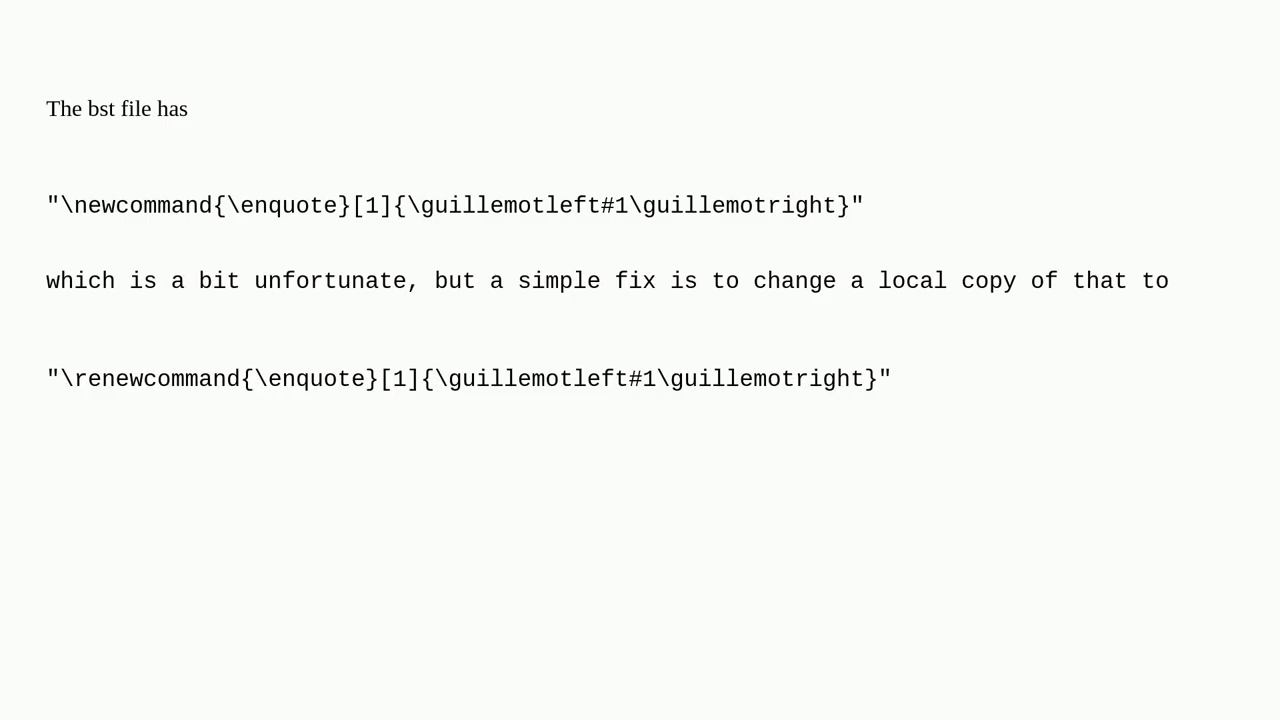 The bst file has
"\newcommand{\enquote}[1]{\guillemotleft#1\guillemotright}"
which is a bit unfortunate, but a simple fix is to change a local copy of that to
"\renewcommand{\enquote}[1]{\guillemotleft#1\guillemotright}"